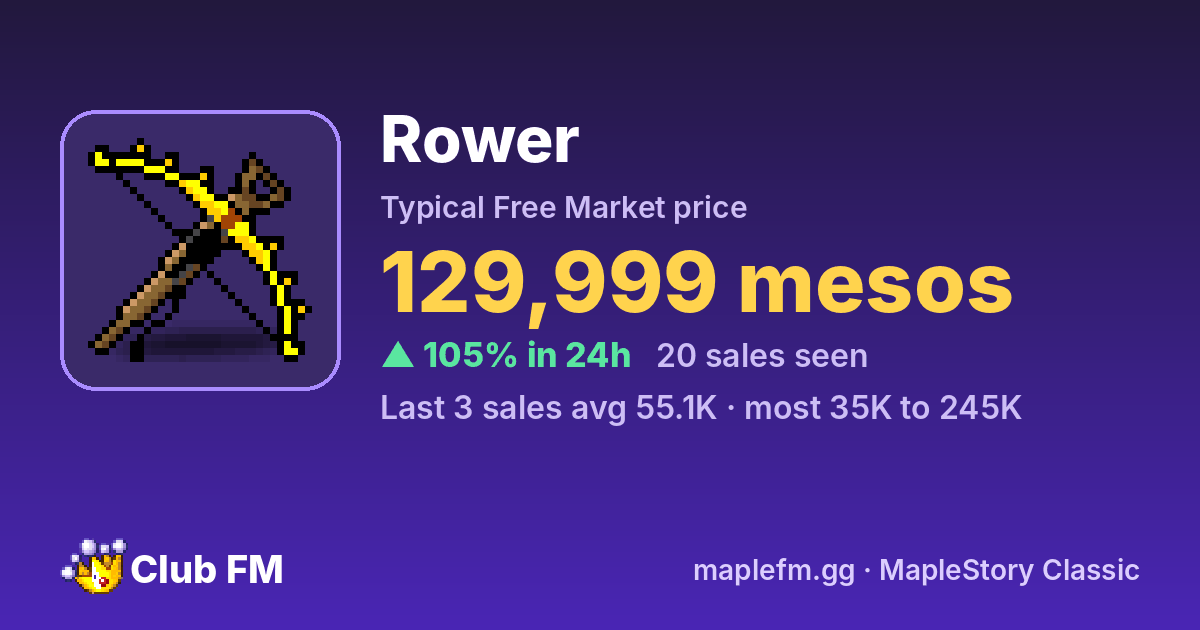 Rower
Typical Free Market price
129,999 mesos
▲ 105% in 24h 20 sales seen
Last 3 sales avg 55.1K · most 35K to 245K
Club FM
maplefm.gg · MapleStory Classic